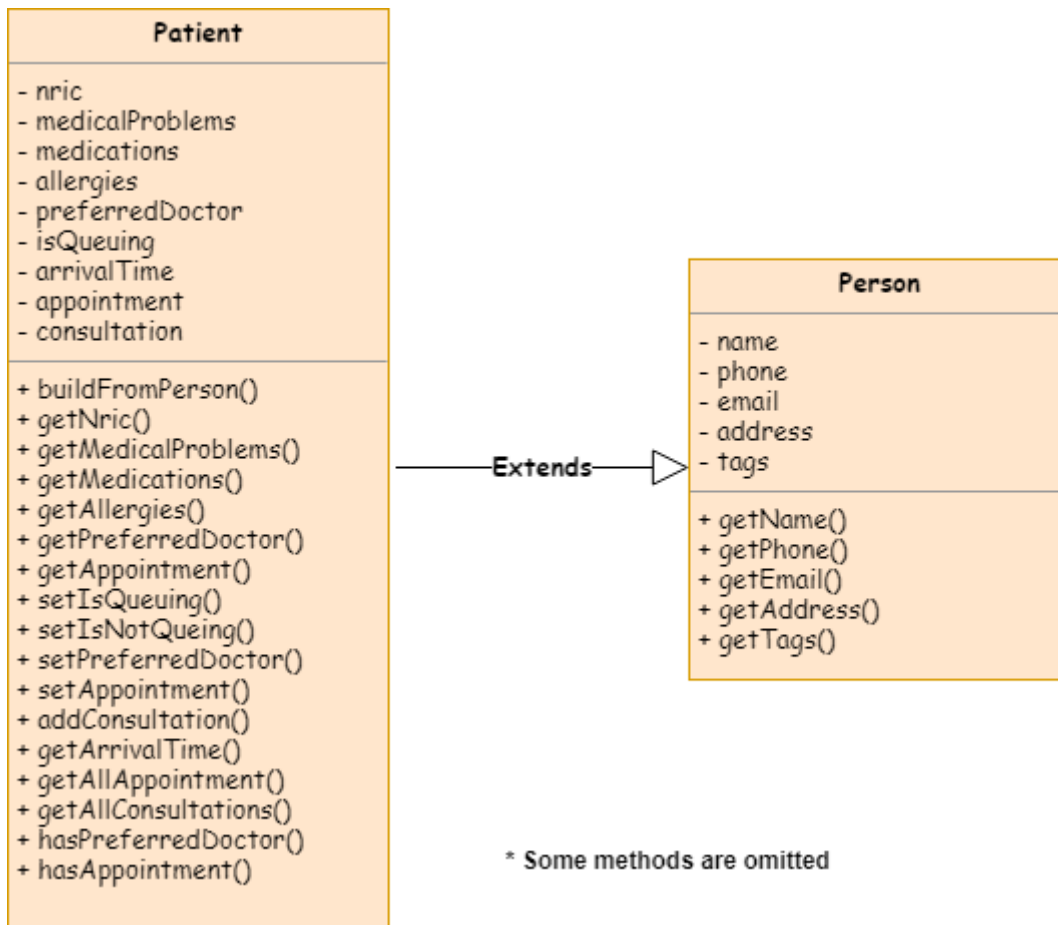 Patient
- nric
- medicalProblems
- medications
- allergies
- preferredDoctor
- isQueuing
- arrivalTime
- appointment
- consultation
+ buildFromPerson()
+ getNric()
+ getMedicalProblems()
+ getMedications()
+ getAllergies()
+ getPreferredDoctor()
+ getAppointment()
+ setIsQueuing()
+ setIsNotQueing()
+ setPreferredDoctor()
+ setAppointment()
+ addConsultation()
+ getArrivalTime()
+ getAllAppointment()
+ getAllConsultations()
+ hasPreferredDoctor()
+ hasAppointment()
Extends
Person
- name
- phone
- email
- address
- tags
+ getName()
+ getPhone()
+ getEmail()
+ getAddress()
+ getTags()
* Some methods are omitted